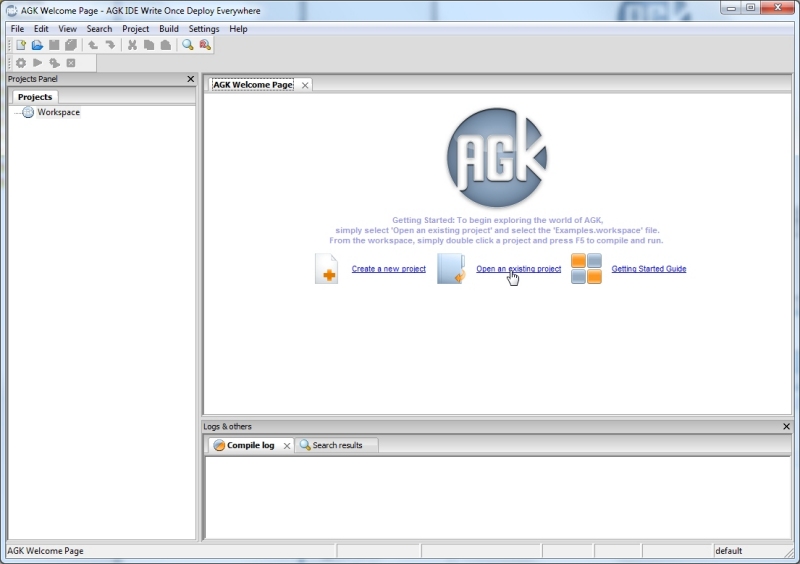 AGK Welcome Page - AGK IDE Write Once Deploy Everywhere
File Edit View Search Project Build Settings Help
Projects Panel
Projects
Workspace
AGK Welcome Page
AGK
Getting Started: To begin exploring the world of AGK,
simply select 'Open an existing project' and select the 'Examples.workspace' file.
From the workspace, simply double click a project and press F5 to compile and run.
Create a new project
Open an existing project
Getting Started Guide
Logs & others
Compile log
Search results
AGK Welcome Page
default